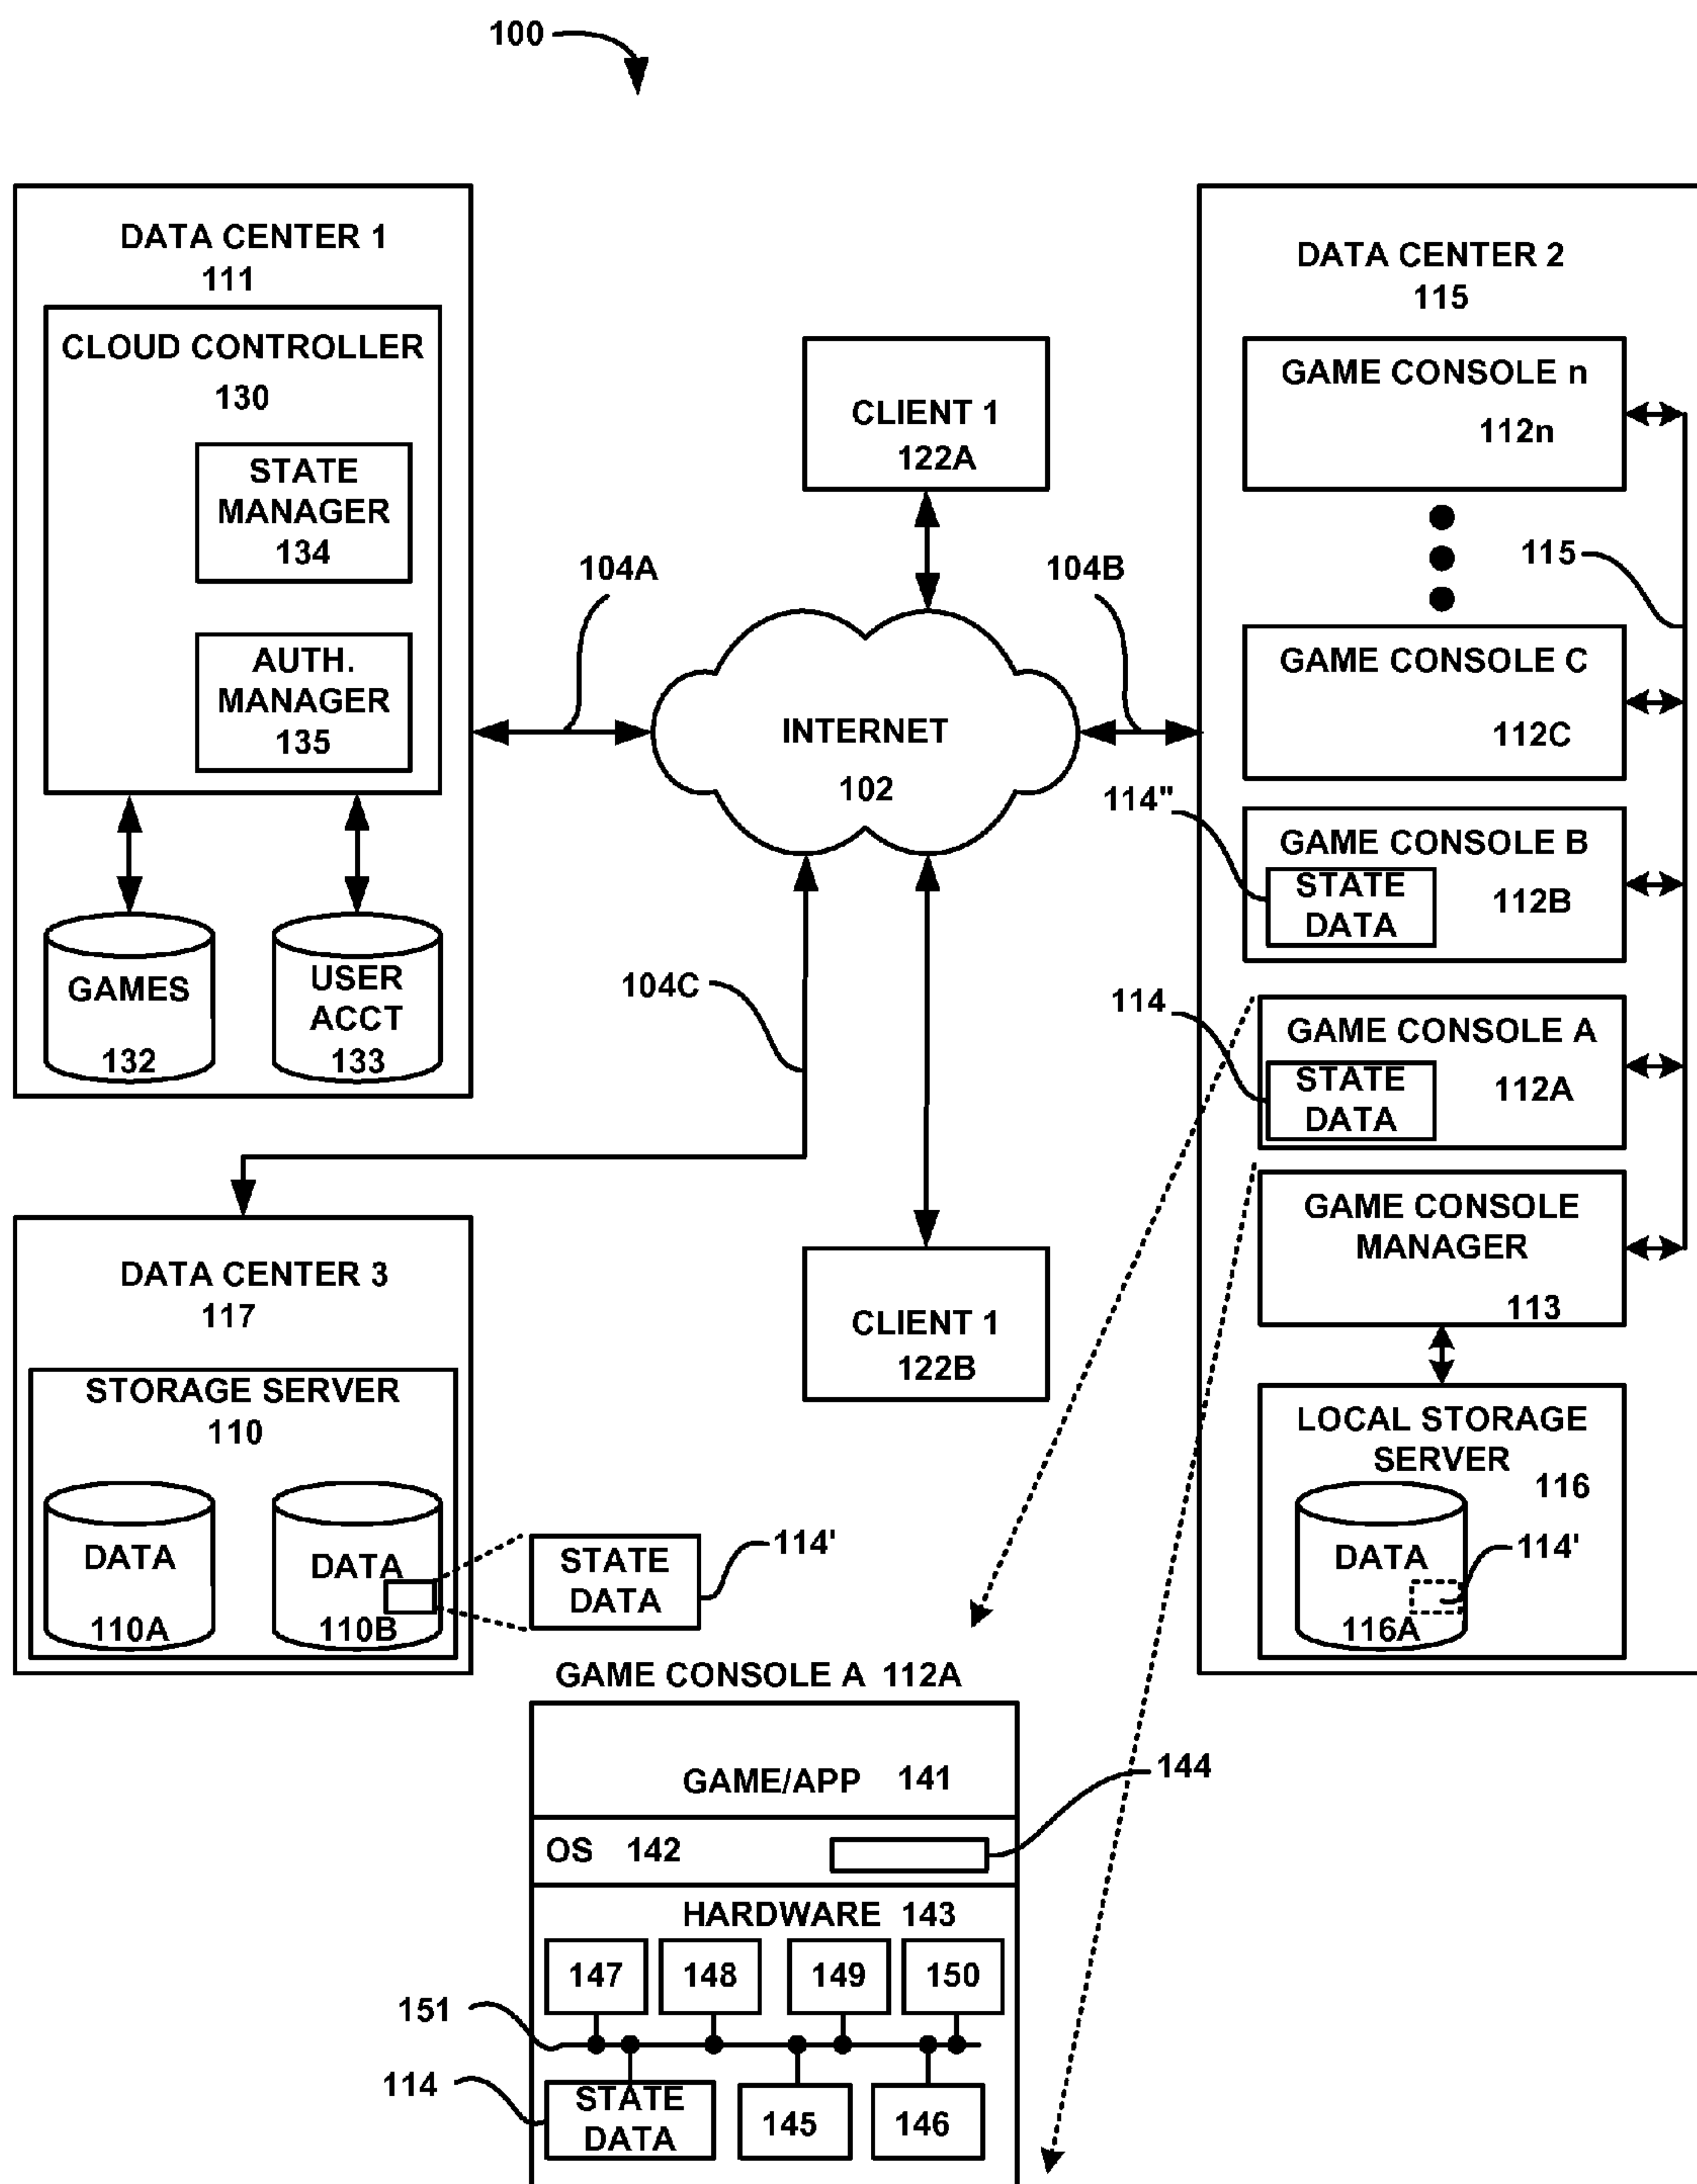 100
DATA CENTER 1
111
CLOUD CONTROLLER
130
STATE
MANAGER
134
AUTH.
MANAGER
135
GAMES
132
USER
ACCT
133
104A
CLIENT 1
122A
104B
INTERNET
102
104C
CLIENT 1
122B
DATA CENTER 2
115
GAME CONSOLE n
112n
115
GAME CONSOLE C
112C
114"
GAME CONSOLE B
STATE
DATA
112B
114
GAME CONSOLE A
STATE
DATA
112A
GAME CONSOLE
MANAGER
113
LOCAL STORAGE
SERVER
116
DATA
114'
116A
DATA CENTER 3
117
STORAGE SERVER
110
DATA
110A
DATA
110B
STATE
DATA
114'
GAME CONSOLE A 112A
GAME/APP 141
144
OS 142
HARDWARE 143
147
148
149
150
151
114
STATE
DATA
145
146